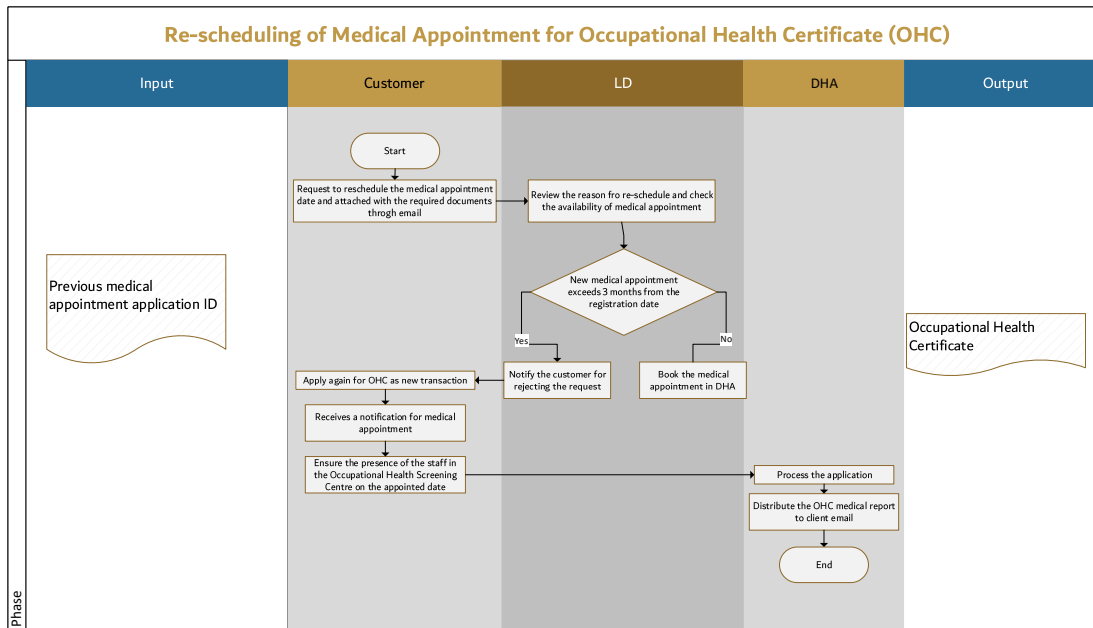 Re-scheduling of Medical Appointment for Occupational Health Certificate (OHC)
Input
Customer
LD
DHA
Output
Start
Request to reschedule the medical appointment
date and attached with the required documents
throgh email
Review the reason fro re-schedule and check
the availability of medical appointment
Previous medical
appointment application ID
New medical appointment
exceeds 3 months from the
registration date
Occupational Health
Certificate
Yes
No
Notify the customer for
rejecting the request
Book the medical
appointment in DHA
Apply again for OHC as new transaction
Receives a notification for medical
appointment
Ensure the presence of the staff in
the Occupational Health Screening
Centre on the appointed date
Process the application
Distribute the OHC medical report
to client email
End
Phase